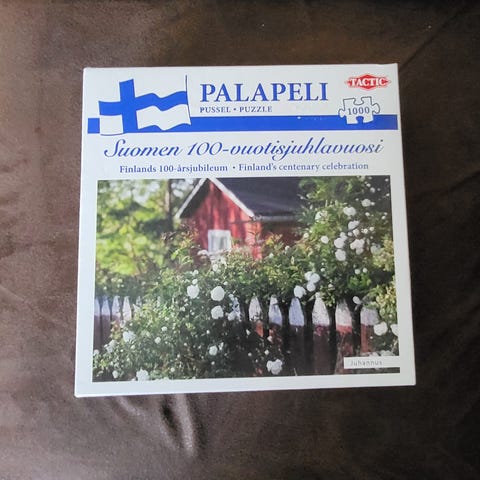 PALAPELI
TACTIC
PUSSEL • PUZZLE
1000
Suomen 100-vuotisjuhlavuosi
Finlands 100-årsjubileum • Finland's centenary celebration
Juhannus